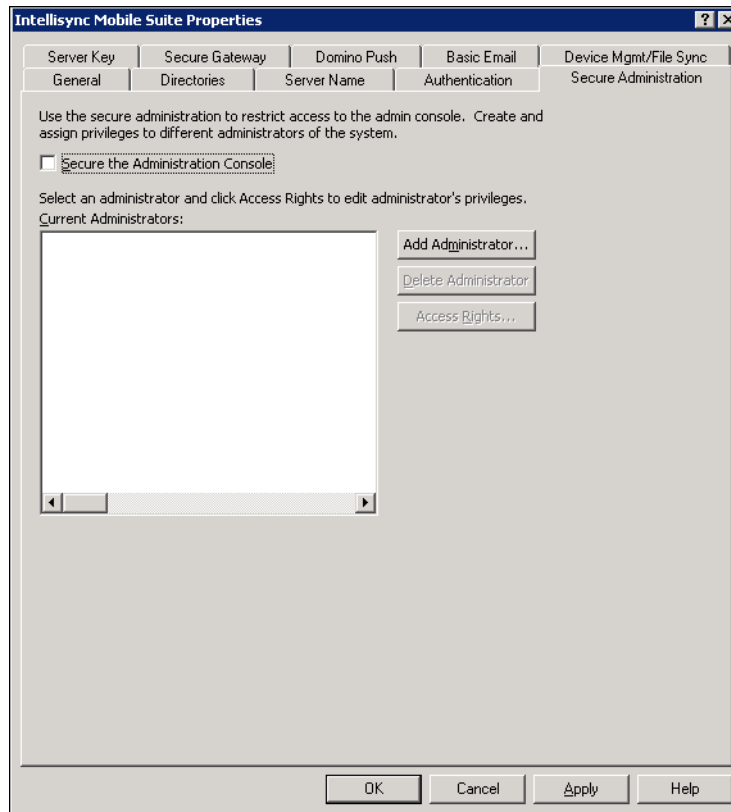 Intellisync Mobile Suite Properties
Server Key Secure Gateway Domino Push Basic Email Device Mgmt/File Sync
General Directories Server Name Authentication Secure Administration
Use the secure administration to restrict access to the admin console. Create and
assign privileges to different administrators of the system.
Secure the Administration Console
Select an administrator and click Access Rights to edit administrator's privileges.
Current Administrators:
Add Administrator...
Delete Administrator
Access Rights...
OK Cancel Apply Help